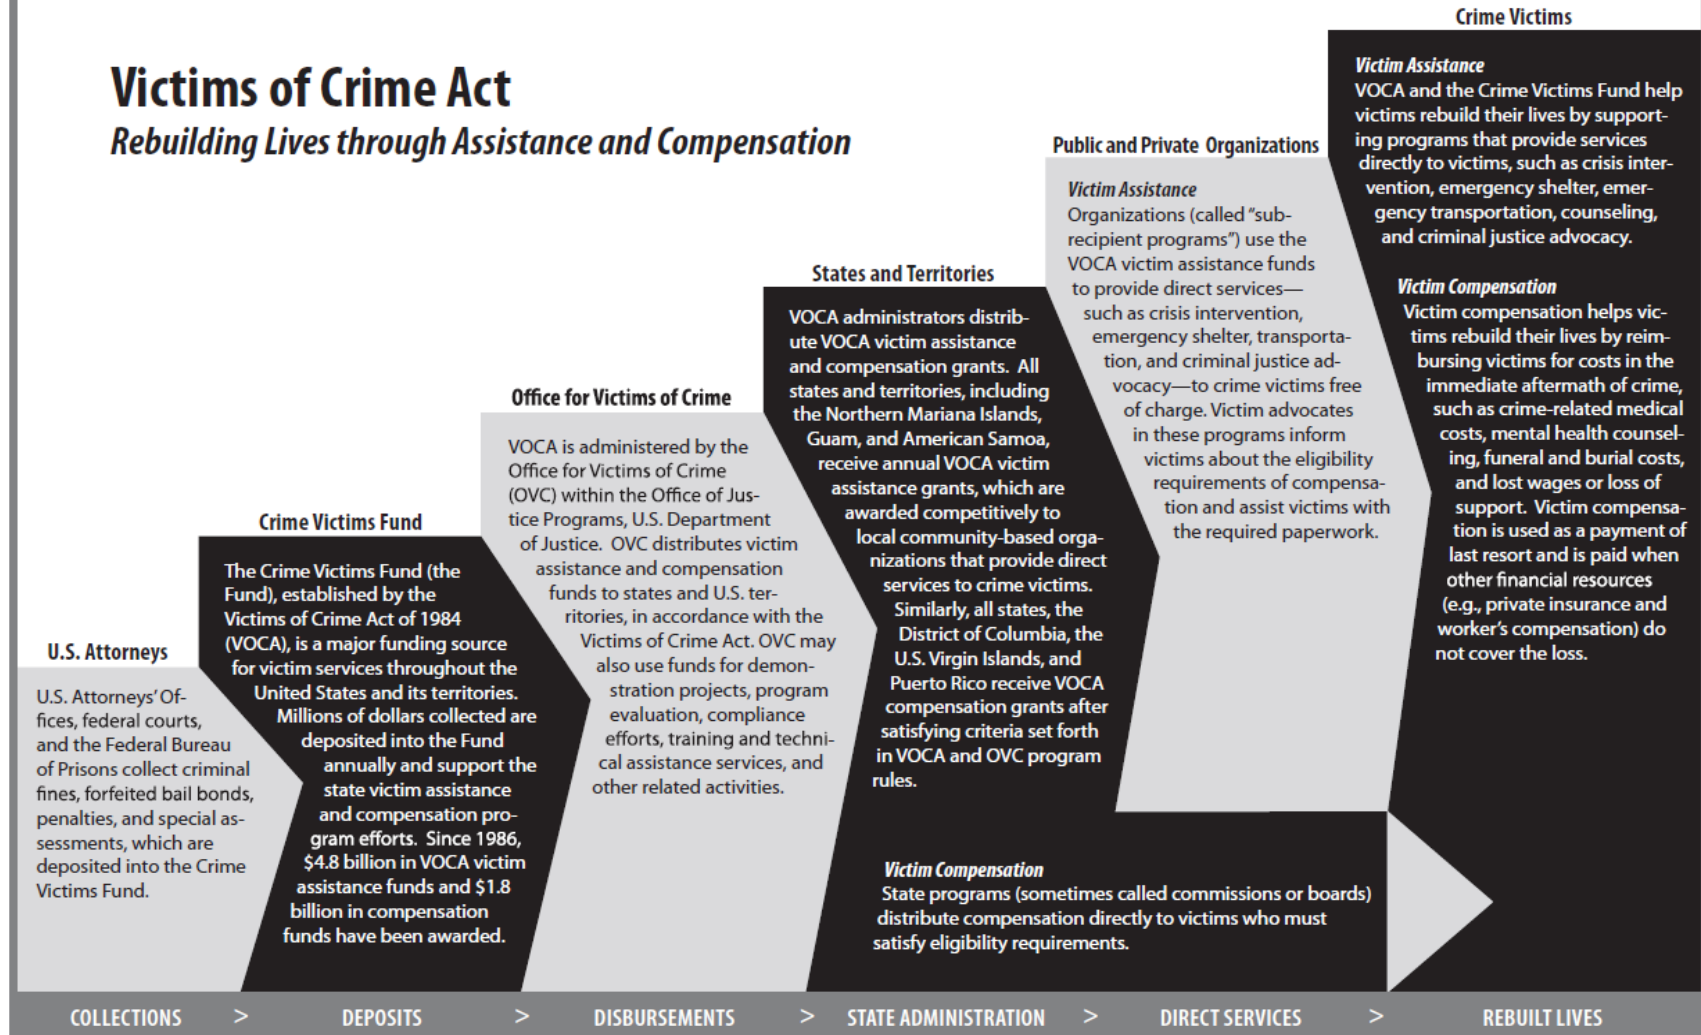 Victims of Crime Act
Rebuilding Lives through Assistance and Compensation
U.S. Attorneys
U.S. Attorneys’ Of-
fices, federal courts,
and the Federal Bureau
of Prisons collect criminal
fines, forfeited bail bonds,
penalties, and special as-
sessments, which are
deposited into the Crime
Victims Fund.
Crime Victims Fund
The Crime Victims Fund (the
Fund), established by the
Victims of Crime Act of 1984
(VOCA), is a major funding source
for victim services throughout the
United States and its territories.
Millions of dollars collected are
deposited into the Fund
annually and support the
state victim assistance
and compensation pro-
gram efforts.  Since 1986,
$4.8 billion in VOCA victim
assistance funds and $1.8
billion in compensation
funds have been awarded.
Office for Victims of Crime
VOCA is administered by the
Office for Victims of Crime
(OVC) within the Office of Jus-
tice Programs, U.S. Department
of Justice.  OVC distributes victim
assistance and compensation
funds to states and U.S. ter-
ritories, in accordance with the
Victims of Crime Act. OVC may
also use funds for demon-
stration projects, program
evaluation, compliance
efforts, training and techni-
cal assistance services, and
other related activities.
States and Territories
VOCA administrators distrib-
ute VOCA victim assistance
and compensation grants.  All
states and territories, including
the Northern Mariana Islands,
Guam, and American Samoa,
receive annual VOCA victim
assistance grants, which are
awarded competitively to
local community-based orga-
nizations that provide direct
services to crime victims.
Similarly, all states, the
District of Columbia, the
U.S. Virgin Islands, and
Puerto Rico receive VOCA
compensation grants after
satisfying criteria set forth
in VOCA and OVC program
rules.
Victim Compensation
State programs (sometimes called commissions or boards)
distribute compensation directly to victims who must
satisfy eligibility requirements.
Public and Private Organizations
Victim Assistance
Organizations (called “sub-
recipient programs”) use the
VOCA victim assistance funds
to provide direct services—
such as crisis intervention,
emergency shelter, transporta-
tion, and criminal justice ad-
vocacy—to crime victims free
of charge. Victim advocates
in these programs inform
victims about the eligibility
requirements of compensa-
tion and assist victims with
the required paperwork.
Crime Victims
Victim Assistance
VOCA and the Crime Victims Fund help
victims rebuild their lives by support-
ing programs that provide services
directly to victims, such as crisis inter-
vention, emergency shelter, emer-
gency transportation, counseling,
and criminal justice advocacy.
Victim Compensation
Victim compensation helps vic-
tims rebuild their lives by reim-
bursing victims for costs in the
immediate aftermath of crime,
such as crime-related medical
costs, mental health counsel-
ing, funeral and burial costs,
and lost wages or loss of
support.  Victim compensa-
tion is used as a payment of
last resort and is paid when
other financial resources
(e.g., private insurance and
worker’s compensation) do
not cover the loss.
COLLECTIONS > DEPOSITS > DISBURSEMENTS > STATE ADMINISTRATION > DIRECT SERVICES > REBUILT LIVES